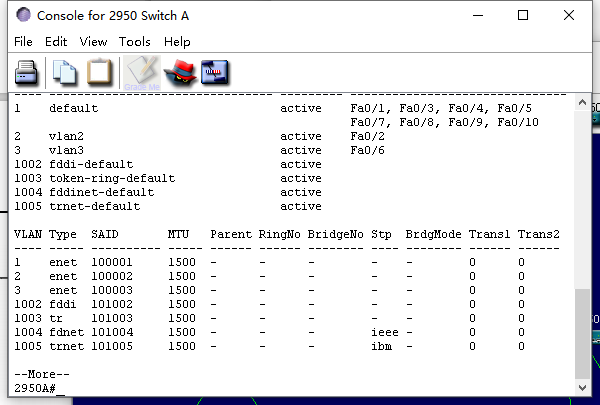 Console for 2950 Switch A
File Edit View Tools Help
Grade Me
1 default active Fa0/1, Fa0/3, Fa0/4, Fa0/5
Fa0/7, Fa0/8, Fa0/9, Fa0/10
2 vlan2 active Fa0/2
3 vlan3 active Fa0/6
1002 fddi-default active
1003 token-ring-default active
1004 fddinet-default active
1005 trnet-default active
VLAN Type SAID MTU Parent RingNo BridgeNo Stp BrdgMode Trans1 Trans2
---- ----- ---------- ----- ------ ------ -------- ---- -------- ------ ------
1 enet 100001 1500 - - - - - 0 0
2 enet 100002 1500 - - - - - 0 0
3 enet 100003 1500 - - - - - 0 0
1002 fddi 101002 1500 - - - - - 0 0
1003 tr 101003 1500 - - - - - 0 0
1004 fdnet 101004 1500 - - - ieee - 0 0
1005 trnet 101005 1500 - - - ibm - 0 0
--More--
2950A#_